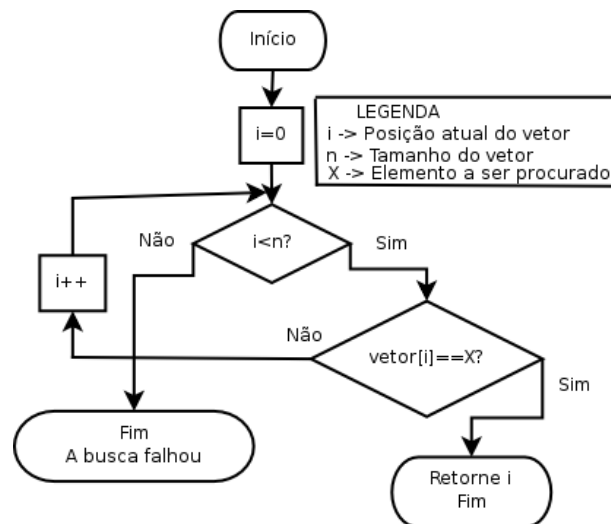 Início
i=0
LEGENDA
i -> Posição atual do vetor
n -> Tamanho do vetor
X -> Elemento a ser procurado
Não
i<n?
Sim
i++
Não
vetor[i]==X?
Sim
Fim
A busca falhou
Retorne i
Fim